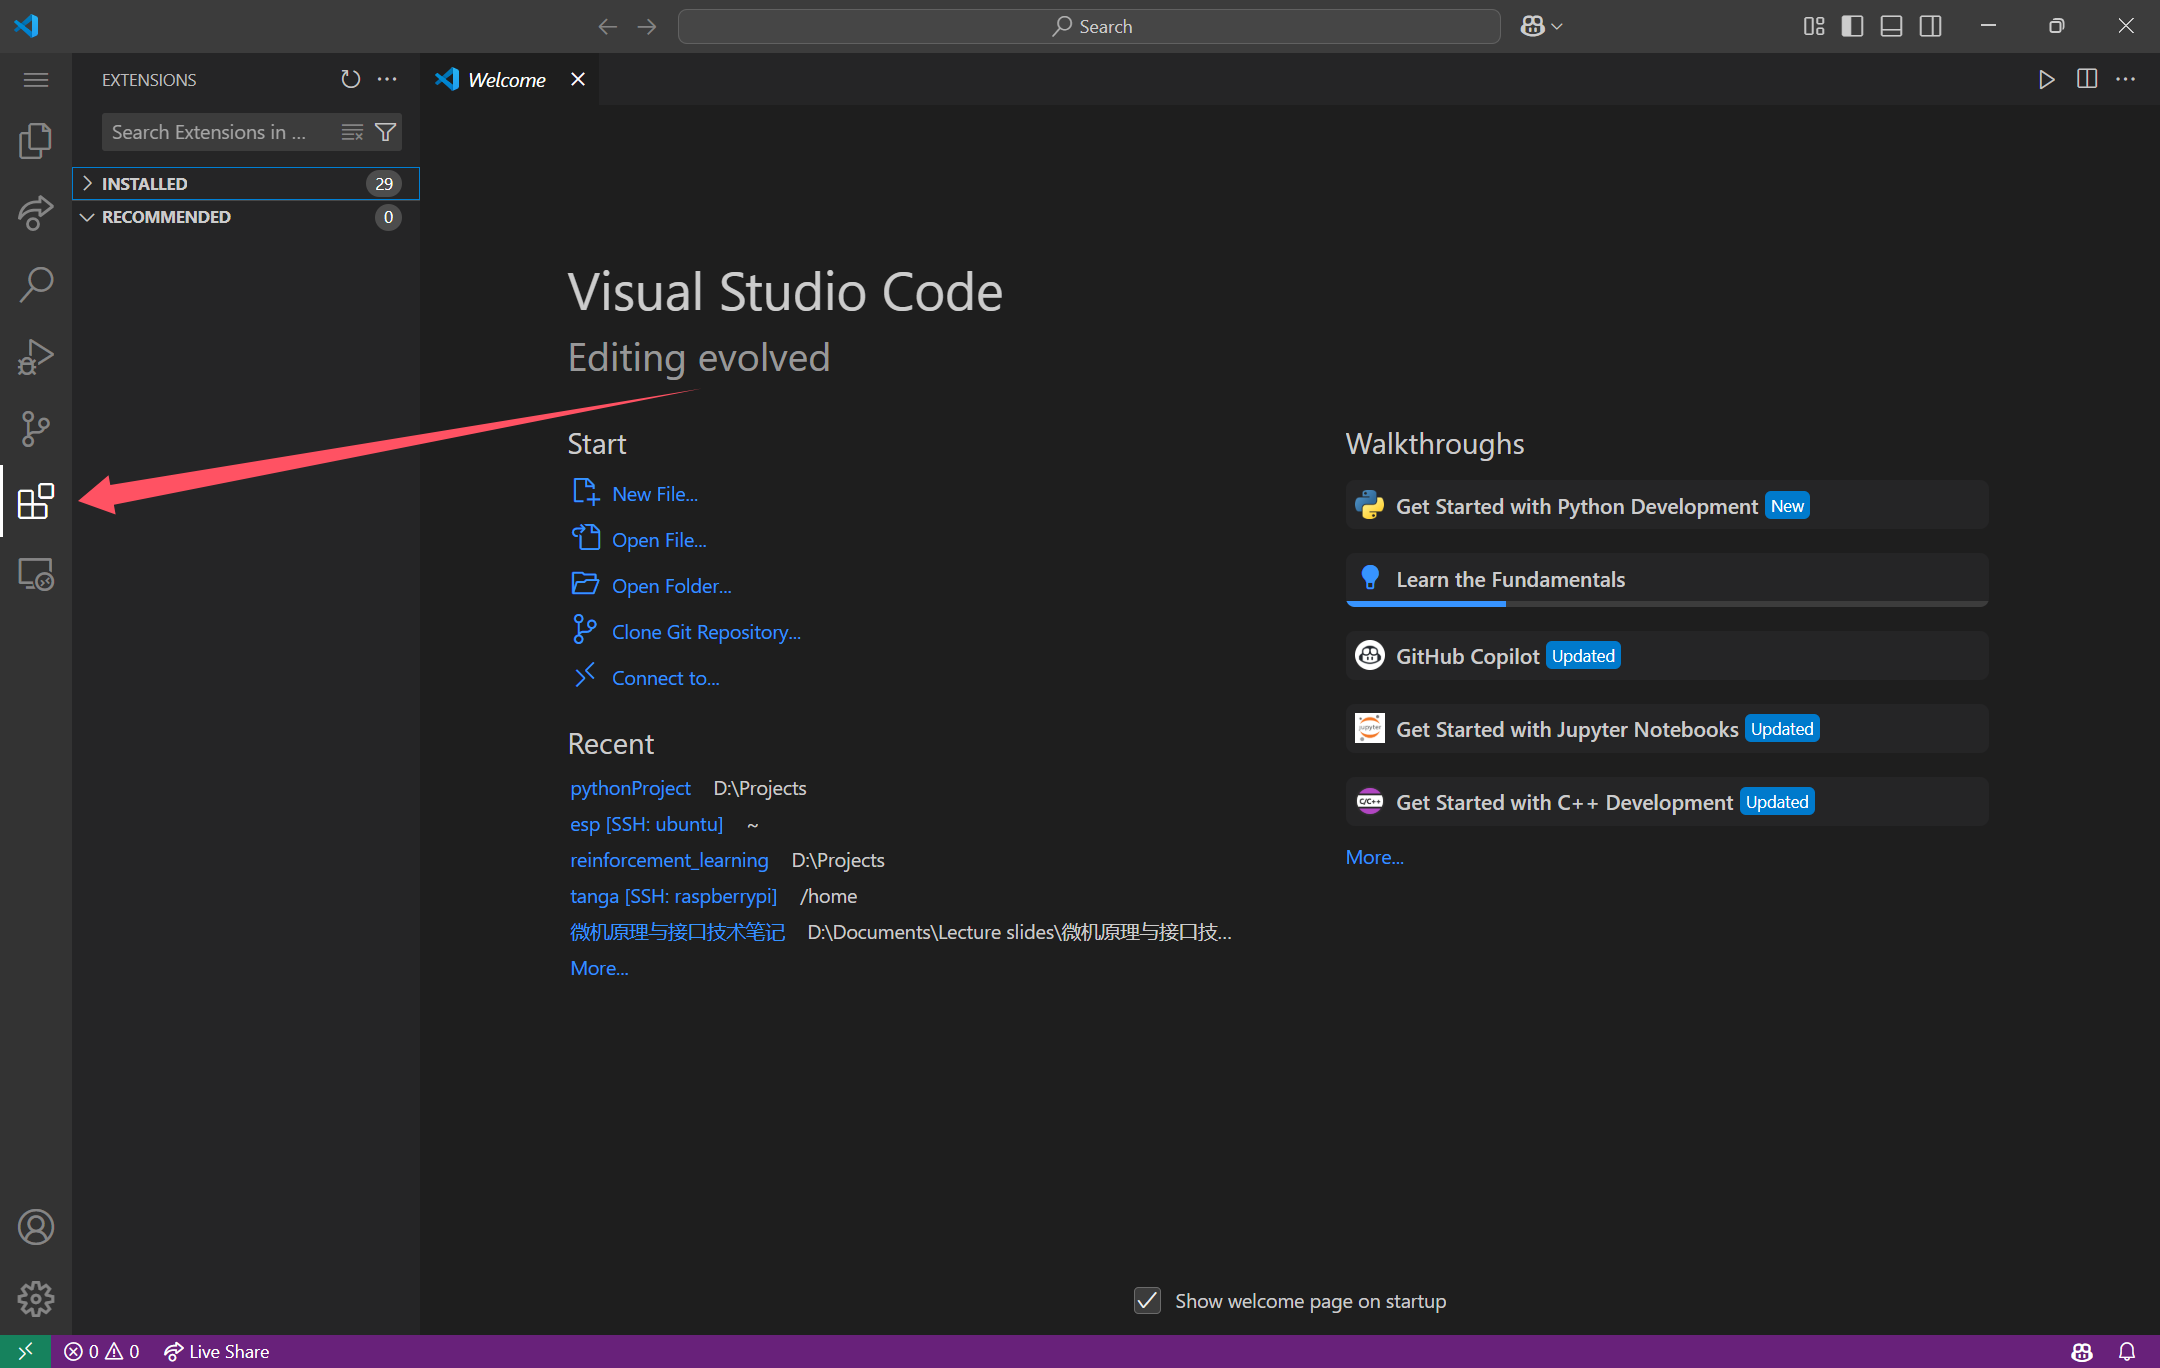 Search
EXTENSIONS
Welcome
Search Extensions in ...
INSTALLED 29
RECOMMENDED 0
Visual Studio Code
Editing evolved
Start
New File...
Open File...
Open Folder...
Clone Git Repository...
Connect to...
Recent
pythonProject D:\Projects
esp [SSH: ubuntu] ~
reinforcement_learning D:\Projects
tanga [SSH: raspberrypi] /home
微机原理与接口技术笔记 D:\Documents\Lecture slides\微机原理与接口技...
More...
Walkthroughs
Get Started with Python Development New
Learn the Fundamentals
GitHub Copilot Updated
jupyter
Get Started with Jupyter Notebooks Updated
C/C++
Get Started with C++ Development Updated
More...
Show welcome page on startup
0 0 Live Share